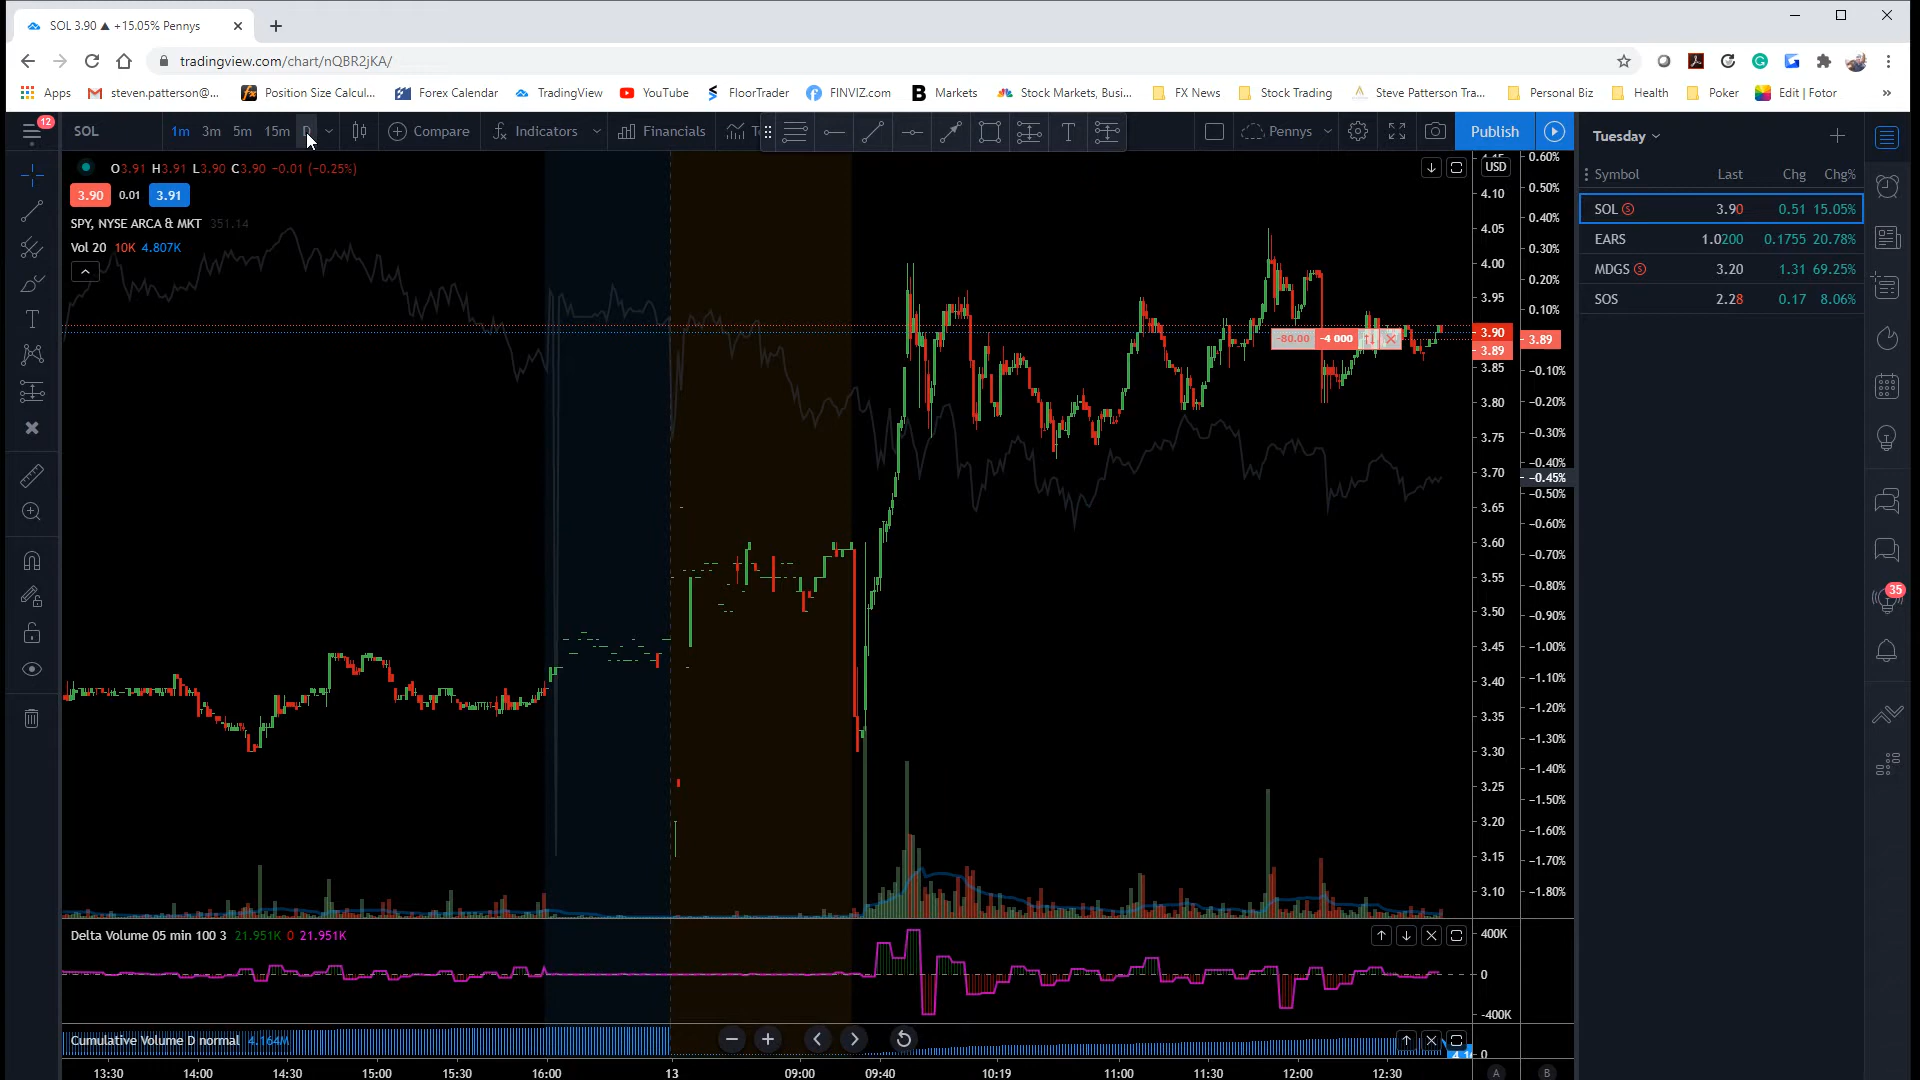 SOL 3.90 ▲ +15.05% Pennys
tradingview.com/chart/nQBR2jKA/
Apps steven.patterson@... Position Size Calcul... Forex Calendar TradingView YouTube FloorTrader FINVIZ.com Markets Stock Markets, Busi... FX News Stock Trading Steve Patterson Tra... Personal Biz Health Poker Edit | Fotor »
12
SOL 1m 3m 5m 15m D Compare Indicators Financials Pennys Publish
Tuesday
O3.91 H3.91 L3.90 C3.90 −0.01 (−0.25%)
3.90 0.01 3.91
SPY, NYSE ARCA & MKT 351.14
Vol 20 10K 4.807K
USD
Symbol Last Chg Chg%
SOL 3.90 0.51 15.05%
EARS 1.0200 0.1755 20.78%
MDGS 3.20 1.31 69.25%
SOS 2.28 0.17 8.06%
4.10
4.05
4.00
3.95
3.90
3.89
3.85
3.80
3.75
3.70
3.65
3.60
3.55
3.50
3.45
3.40
3.35
3.30
3.25
3.20
3.15
3.10
0.60%
0.50%
0.40%
0.30%
0.20%
0.10%
3.89
−0.10%
−0.20%
−0.30%
−0.40%
−0.45%
−0.50%
−0.60%
−0.70%
−0.80%
−0.90%
−1.00%
−1.10%
−1.20%
−1.30%
−1.40%
−1.50%
−1.60%
−1.70%
−1.80%
-80.00 -4 000
35
Delta Volume 05 min 100 3 21.951K 0 21.951K
400K
0
−400K
Cumulative Volume D normal 4.164M
0
13:30 14:00 14:30 15:00 15:30 16:00 13 09:00 09:40 10:19 11:00 11:30 12:00 12:30 A B